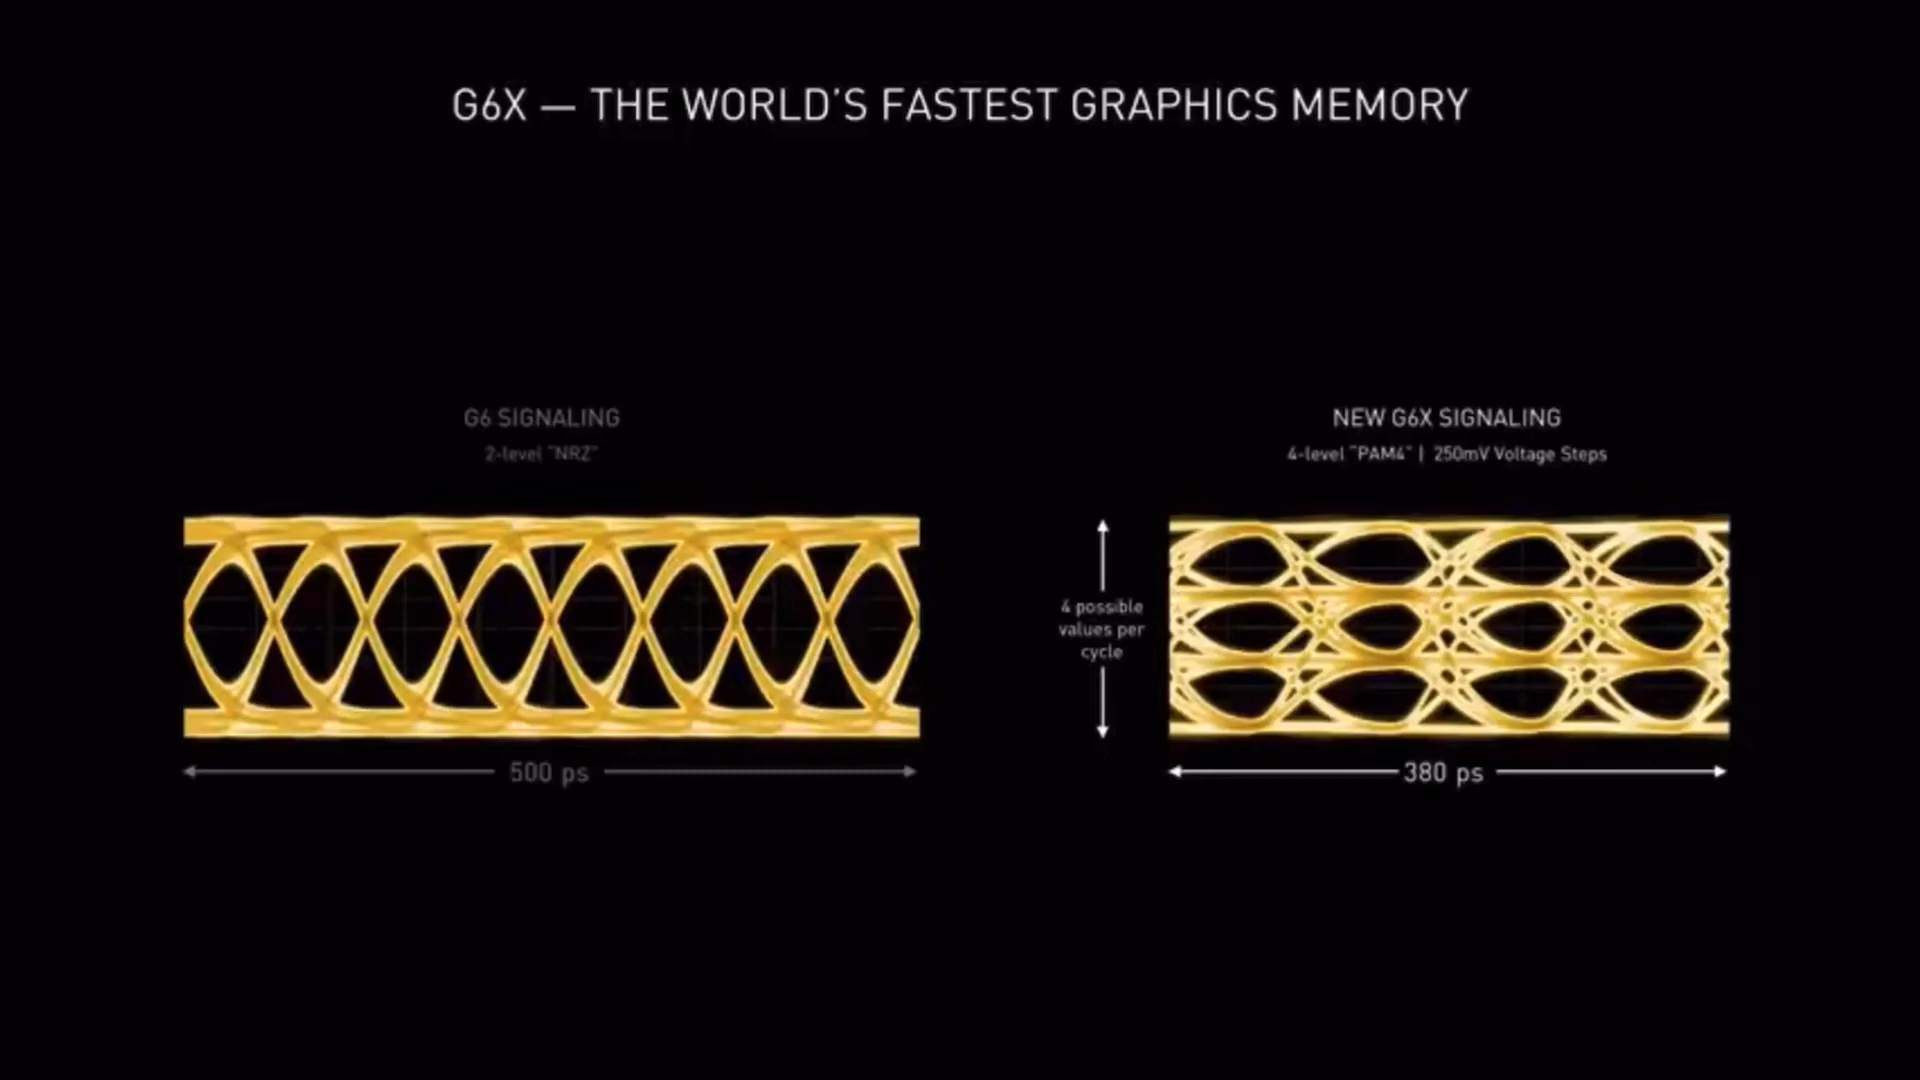 G6X — THE WORLD'S FASTEST GRAPHICS MEMORY
G6 SIGNALING
2-level "NRZ"
500 ps
NEW G6X SIGNALING
4-level "PAM4" | 250mV Voltage Steps
4 possible
values per
cycle
380 ps